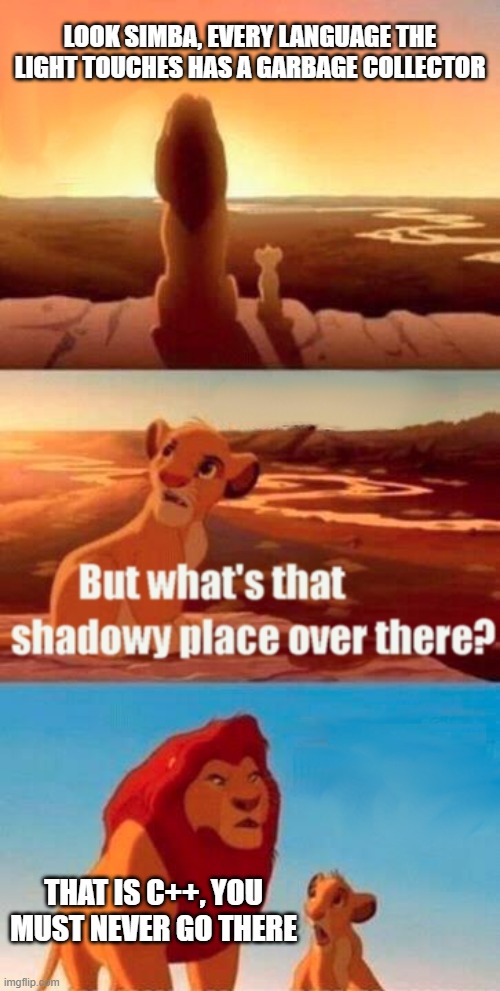 LOOK SIMBA, EVERY LANGUAGE THE
LIGHT TOUCHES HAS A GARBAGE COLLECTOR
But what's that
shadowy place over there?
THAT IS C++, YOU
MUST NEVER GO THERE
imgflip.com